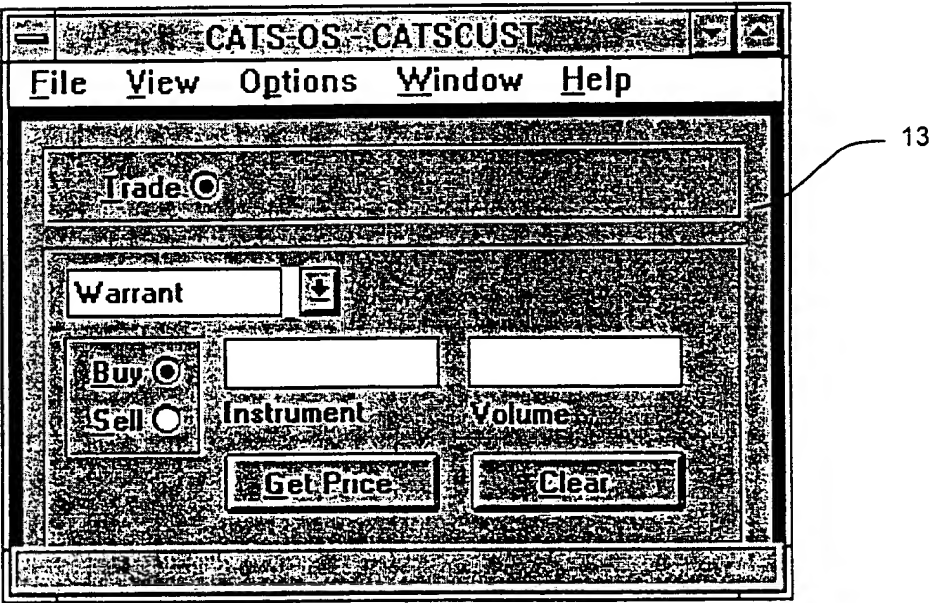 CATS-OS - CATSCUST
File View Options Window Help
13
Trade
Warrant
Buy
Sell
Instrument Volume
Get Price Clear